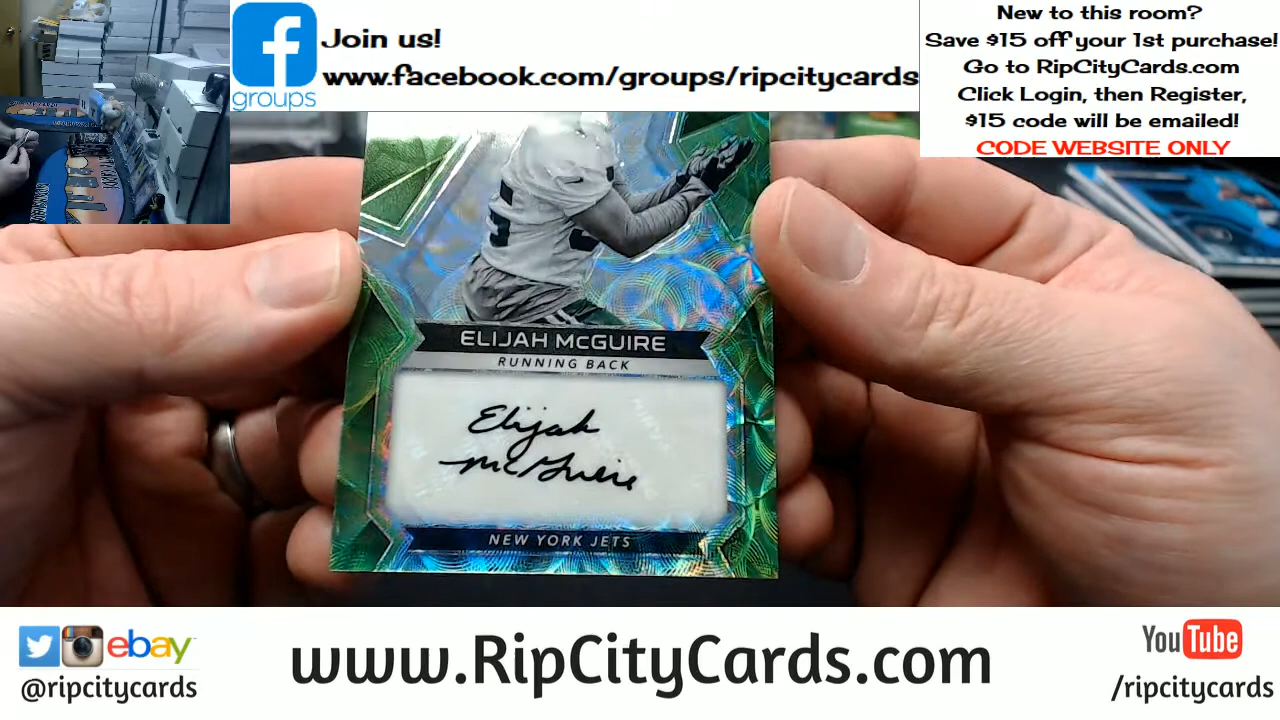 Join us!
www.facebook.com/groups/ripcitycards
groups
New to this room?
Save $15 off your 1st purchase!
Go to RipCityCards.com
Click Login, then Register,
$15 code will be emailed!
CODE WEBSITE ONLY
5
ELIJAH McGUIRE
RUNNING BACK
Elijah
McGuire
NEW YORK JETS
ebay
@ripcitycards
www.RipCityCards.com
YouTube
/ripcitycards